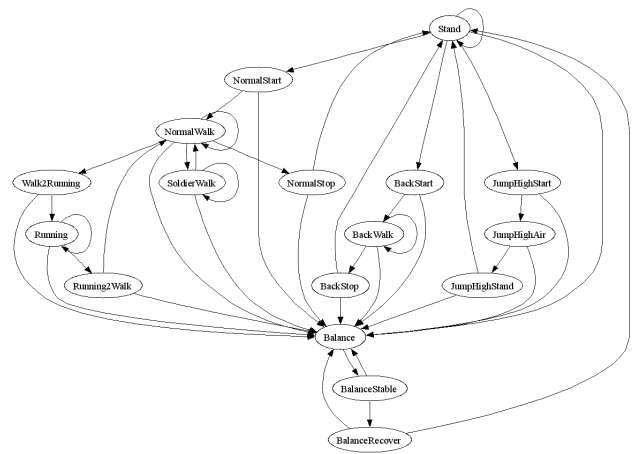 Stand
NormalStart
NormalWalk
Walk2Running
SoldierWalk
NormalStop
BackStart
JumpHighStart
Running
BackWalk
JumpHighAir
Running2Walk
BackStop
JumpHighStand
Balance
BalanceStable
BalanceRecover